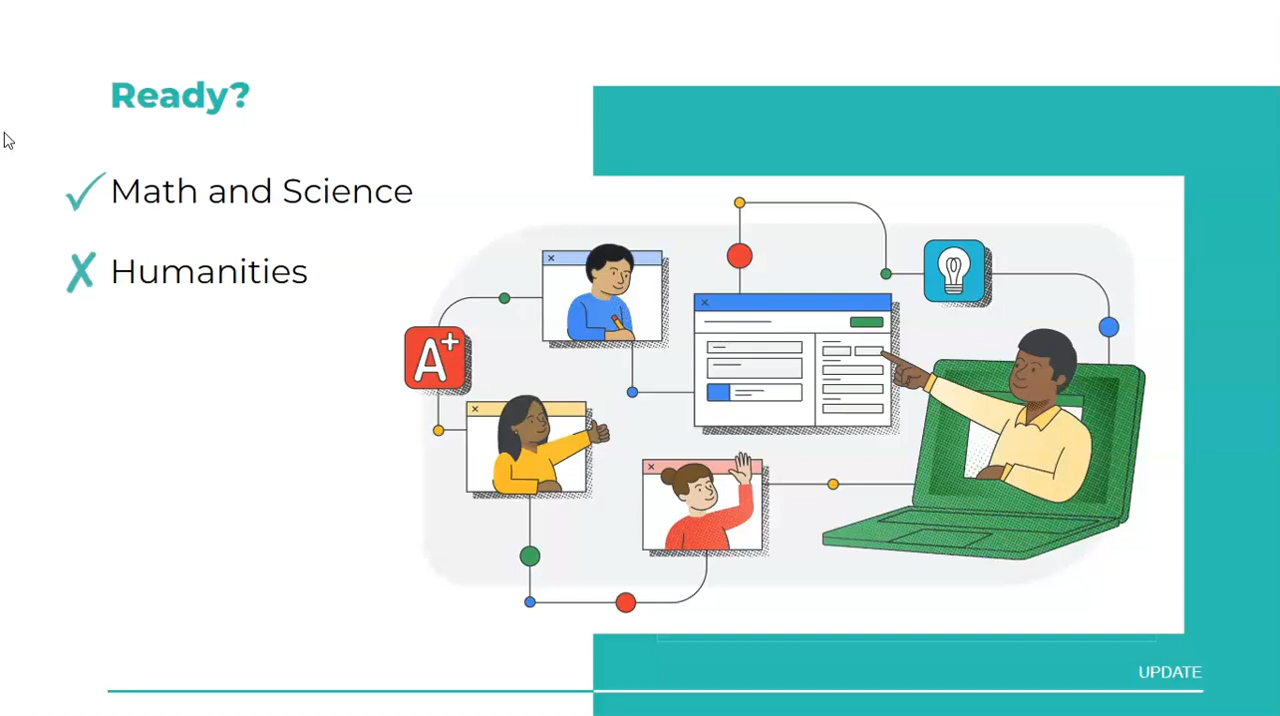 Ready?
✓ Math and Science
✗ Humanities
A+
UPDATE